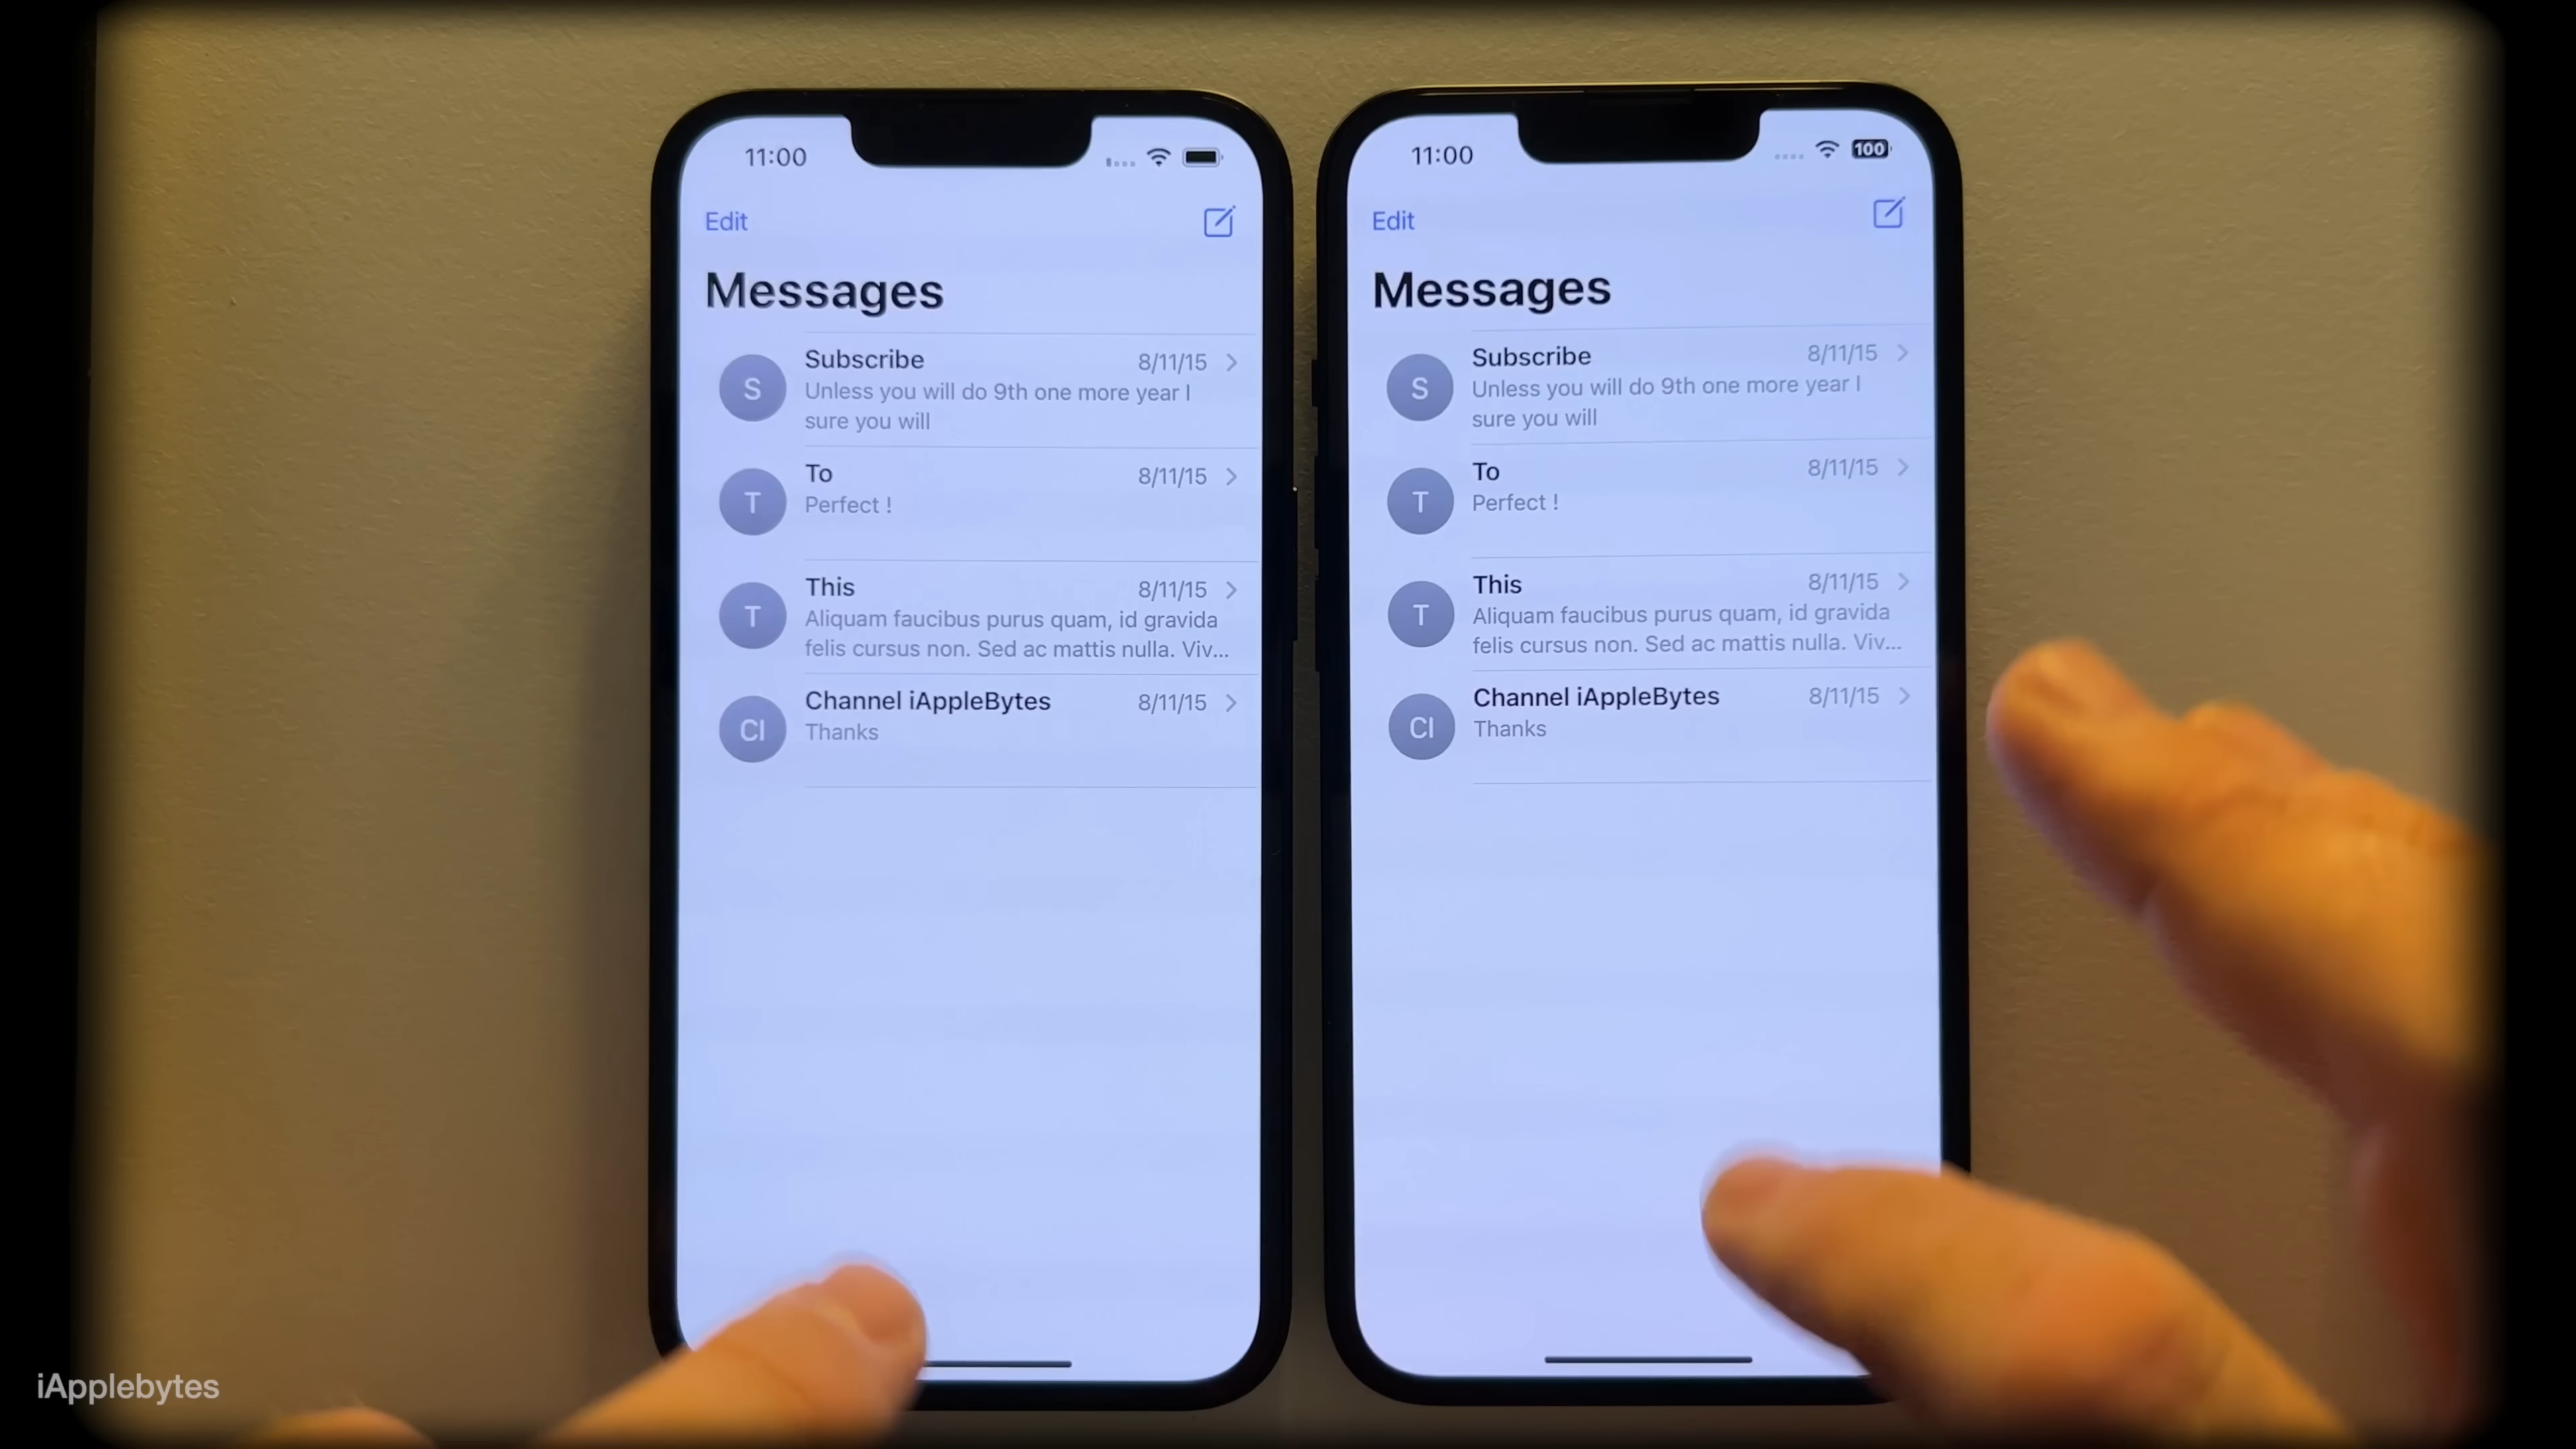 11:00
Edit
Messages
S
Subscribe
8/11/15
Unless you will do 9th one more year I
sure you will
T
To
8/11/15
Perfect !
T
This
8/11/15
Aliquam faucibus purus quam, id gravida
felis cursus non. Sed ac mattis nulla. Viv...
CI
Channel iAppleBytes
8/11/15
Thanks
11:00
100
Edit
Messages
S
Subscribe
8/11/15
Unless you will do 9th one more year I
sure you will
T
To
8/11/15
Perfect !
T
This
8/11/15
Aliquam faucibus purus quam, id gravida
felis cursus non. Sed ac mattis nulla. Viv...
CI
Channel iAppleBytes
8/11/15
Thanks
iApplebytes